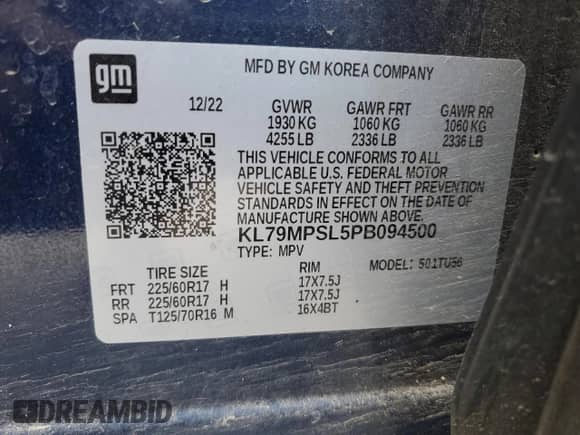 gm
MFD BY GM KOREA COMPANY
12/22 GVWR GAWR FRT GAWR RR
1930 KG 1060 KG 1060 KG
4255 LB 2336 LB 2336 LB
THIS VEHICLE CONFORMS TO ALL
APPLICABLE U.S. FEDERAL MOTOR
VEHICLE SAFETY AND THEFT PREVENTION
STANDARDS IN EFFECT ON THE DATE OF
MANUFACTURE SHOWN ABOVE.
KL79MPSL5PB094500
TYPE: MPV MODEL: 501TU56
TIRE SIZE RIM
FRT 225/60R17 H 17X7.5J
RR 225/60R17 H 17X7.5J
SPA T125/70R16 M 16X4BT
DREAMBID